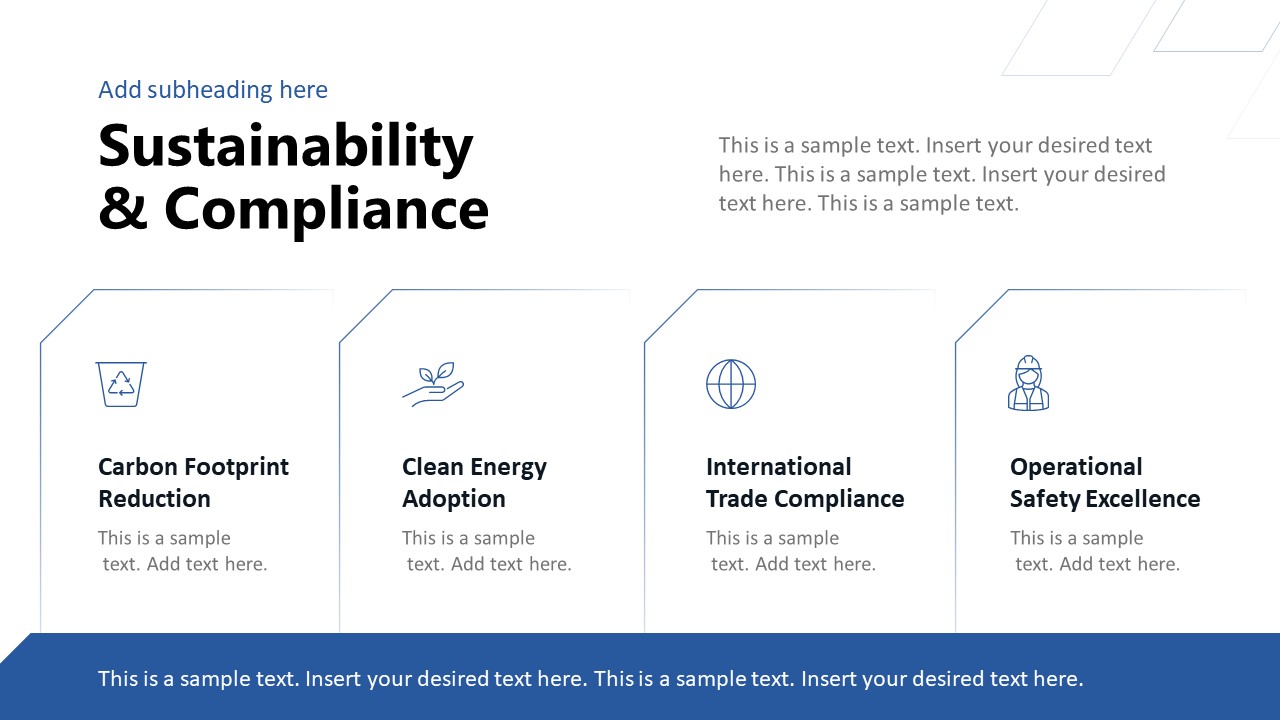 Add subheading here
Sustainability
& Compliance
This is a sample text. Insert your desired text
here. This is a sample text. Insert your desired
text here. This is a sample text.
Carbon Footprint
Reduction
This is a sample
text. Add text here.
Clean Energy
Adoption
This is a sample
text. Add text here.
International
Trade Compliance
This is a sample
text. Add text here.
Operational
Safety Excellence
This is a sample
text. Add text here.
This is a sample text. Insert your desired text here. This is a sample text. Insert your desired text here.